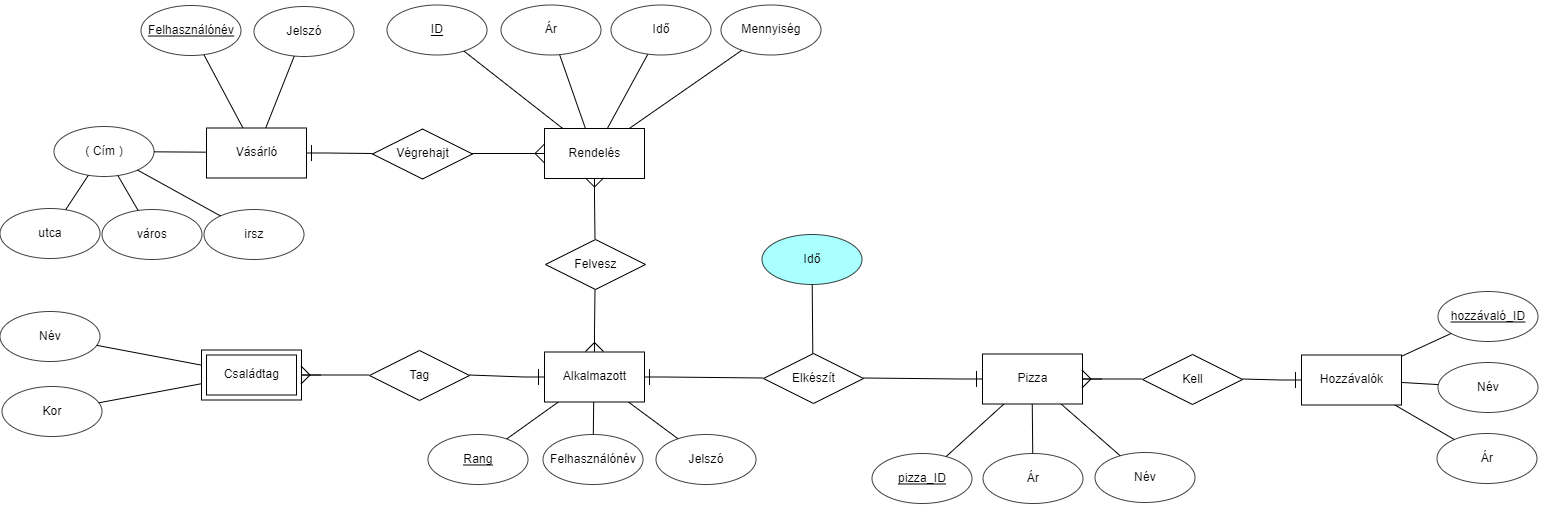 Felhasználónév
Jelszó
ID
Ár
Idő
Mennyiség
( Cím )
Vásárló
Végrehajt
Rendelés
utca
város
irsz
Felvesz
Idő
hozzávaló_ID
Név
Családtag
Tag
Alkalmazott
Elkészít
Pizza
Kell
Hozzávalók
Név
Kor
Rang
Felhasználónév
Jelszó
pizza_ID
Ár
Név
Ár